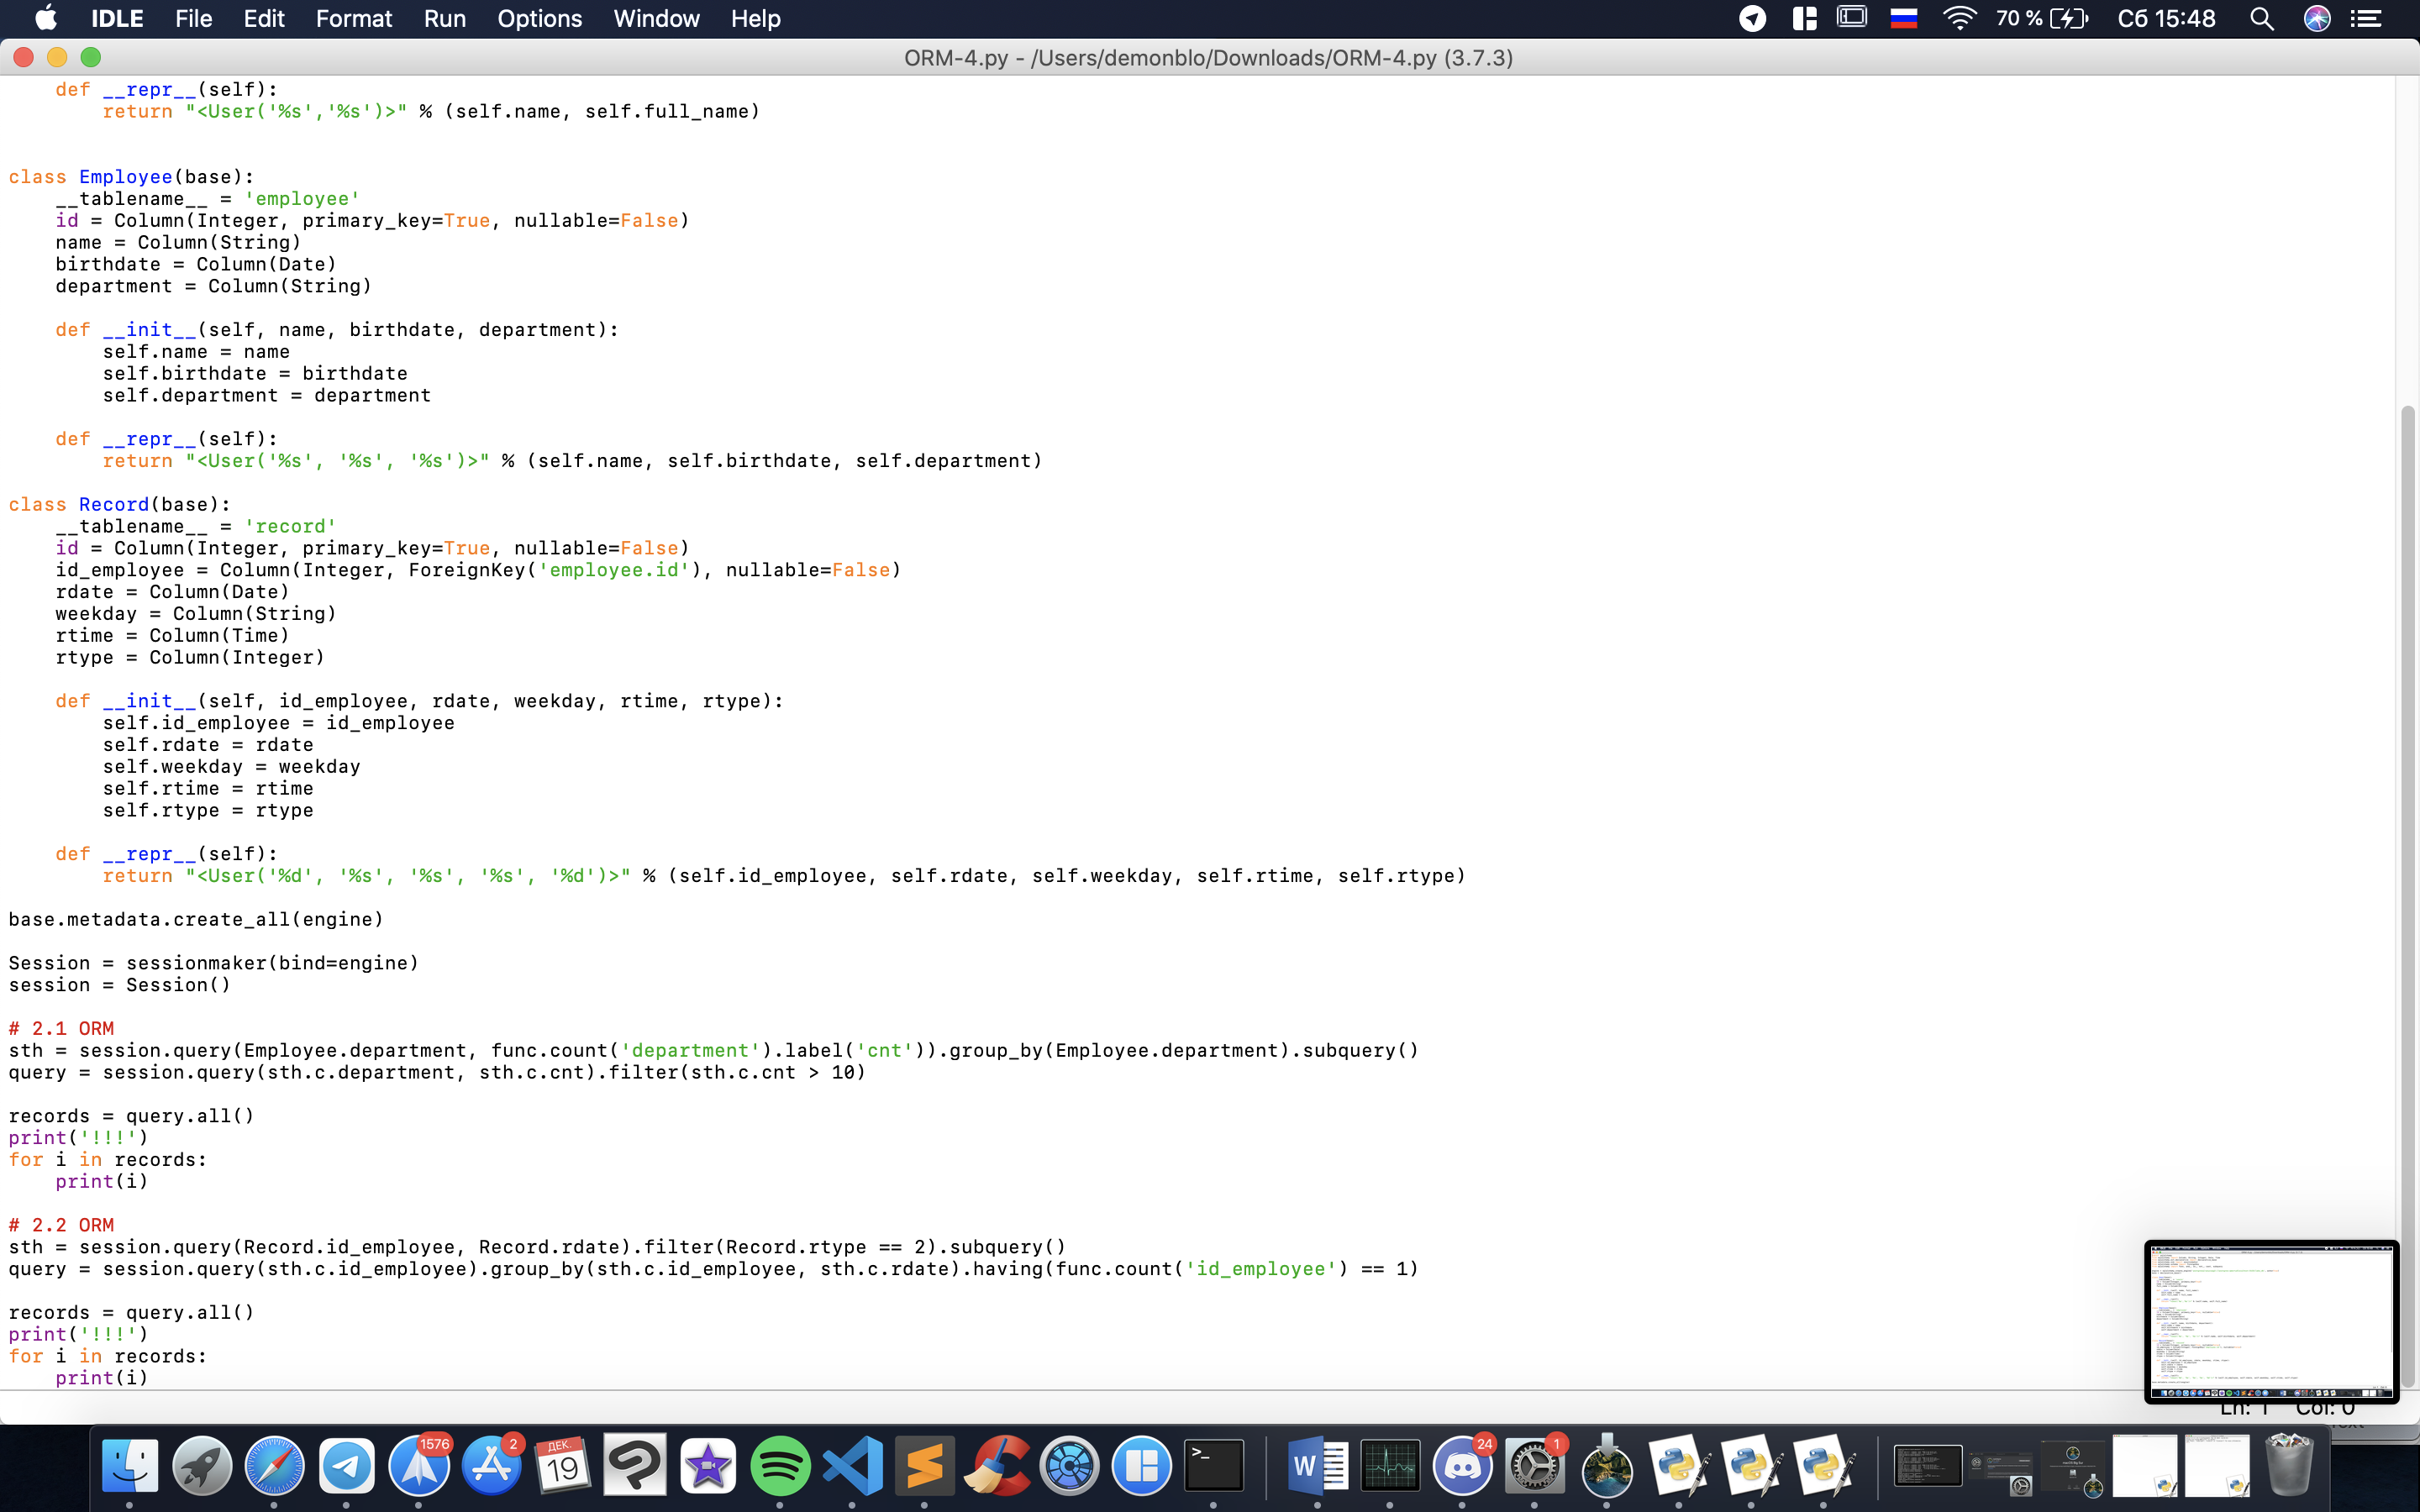 IDLE File Edit Format Run Options Window Help 70 % Сб 15:48
ORM-4.py - /Users/demonblo/Downloads/ORM-4.py (3.7.3)
    def __repr__(self):
        return "<User('%s','%s')>" % (self.name, self.full_name)
class Employee(base):
    __tablename__ = 'employee'
    id = Column(Integer, primary_key=True, nullable=False)
    name = Column(String)
    birthdate = Column(Date)
    department = Column(String)
    def __init__(self, name, birthdate, department):
        self.name = name
        self.birthdate = birthdate
        self.department = department
    def __repr__(self):
        return "<User('%s', '%s', '%s')>" % (self.name, self.birthdate, self.department)
class Record(base):
    __tablename__ = 'record'
    id = Column(Integer, primary_key=True, nullable=False)
    id_employee = Column(Integer, ForeignKey('employee.id'), nullable=False)
    rdate = Column(Date)
    weekday = Column(String)
    rtime = Column(Time)
    rtype = Column(Integer)
    def __init__(self, id_employee, rdate, weekday, rtime, rtype):
        self.id_employee = id_employee
        self.rdate = rdate
        self.weekday = weekday
        self.rtime = rtime
        self.rtype = rtype
    def __repr__(self):
        return "<User('%d', '%s', '%s', '%s', '%d')>" % (self.id_employee, self.rdate, self.weekday, self.rtime, self.rtype)
base.metadata.create_all(engine)
Session = sessionmaker(bind=engine)
session = Session()
# 2.1 ORM
sth = session.query(Employee.department, func.count('department').label('cnt')).group_by(Employee.department).subquery()
query = session.query(sth.c.department, sth.c.cnt).filter(sth.c.cnt > 10)
records = query.all()
print('!!!')
for i in records:
    print(i)
# 2.2 ORM
sth = session.query(Record.id_employee, Record.rdate).filter(Record.rtype == 2).subquery()
query = session.query(sth.c.id_employee).group_by(sth.c.id_employee, sth.c.rdate).having(func.count('id_employee') == 1)
records = query.all()
print('!!!')
for i in records:
    print(i)
Ln: 1 Col: 0
1576 2 ДЕК. 19 >_ W 24 1